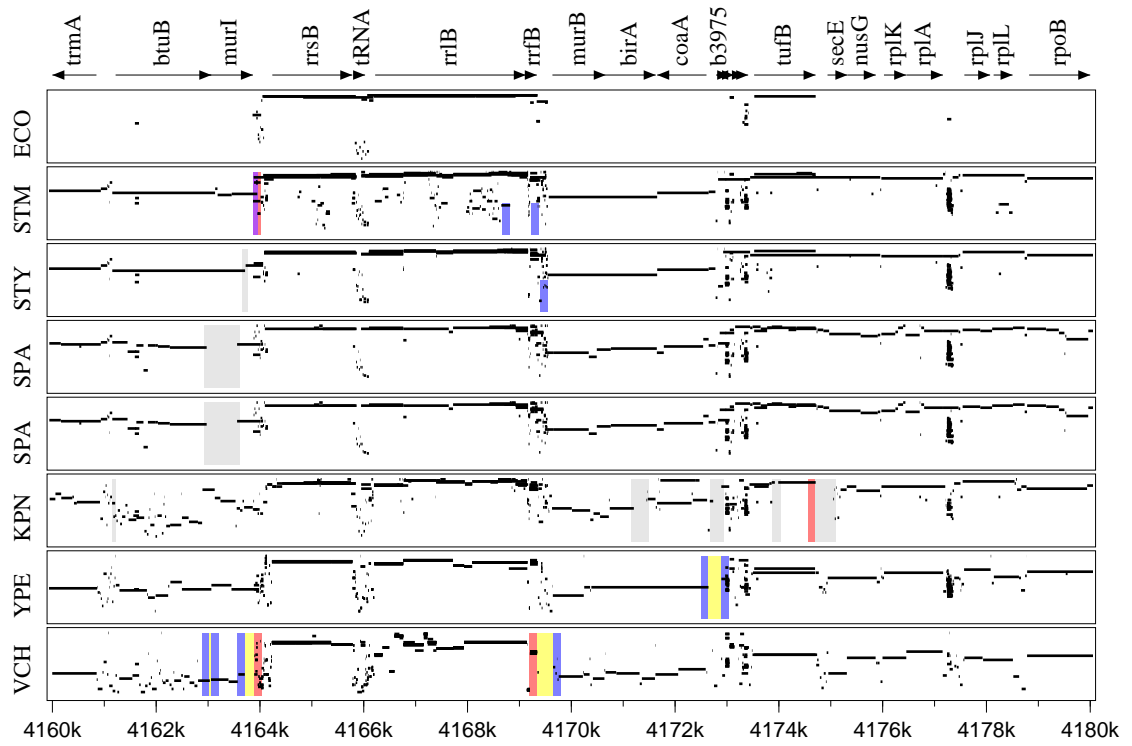 trmA btuB murI rrsB tRNA rrlB rrfB murB birA coaA b3975 tufB secE nusG rplK rplA rplJ rplL rpoB
ECO
STM
STY
SPA
SPA
KPN
YPE
VCH
4160k 4162k 4164k 4166k 4168k 4170k 4172k 4174k 4176k 4178k 4180k